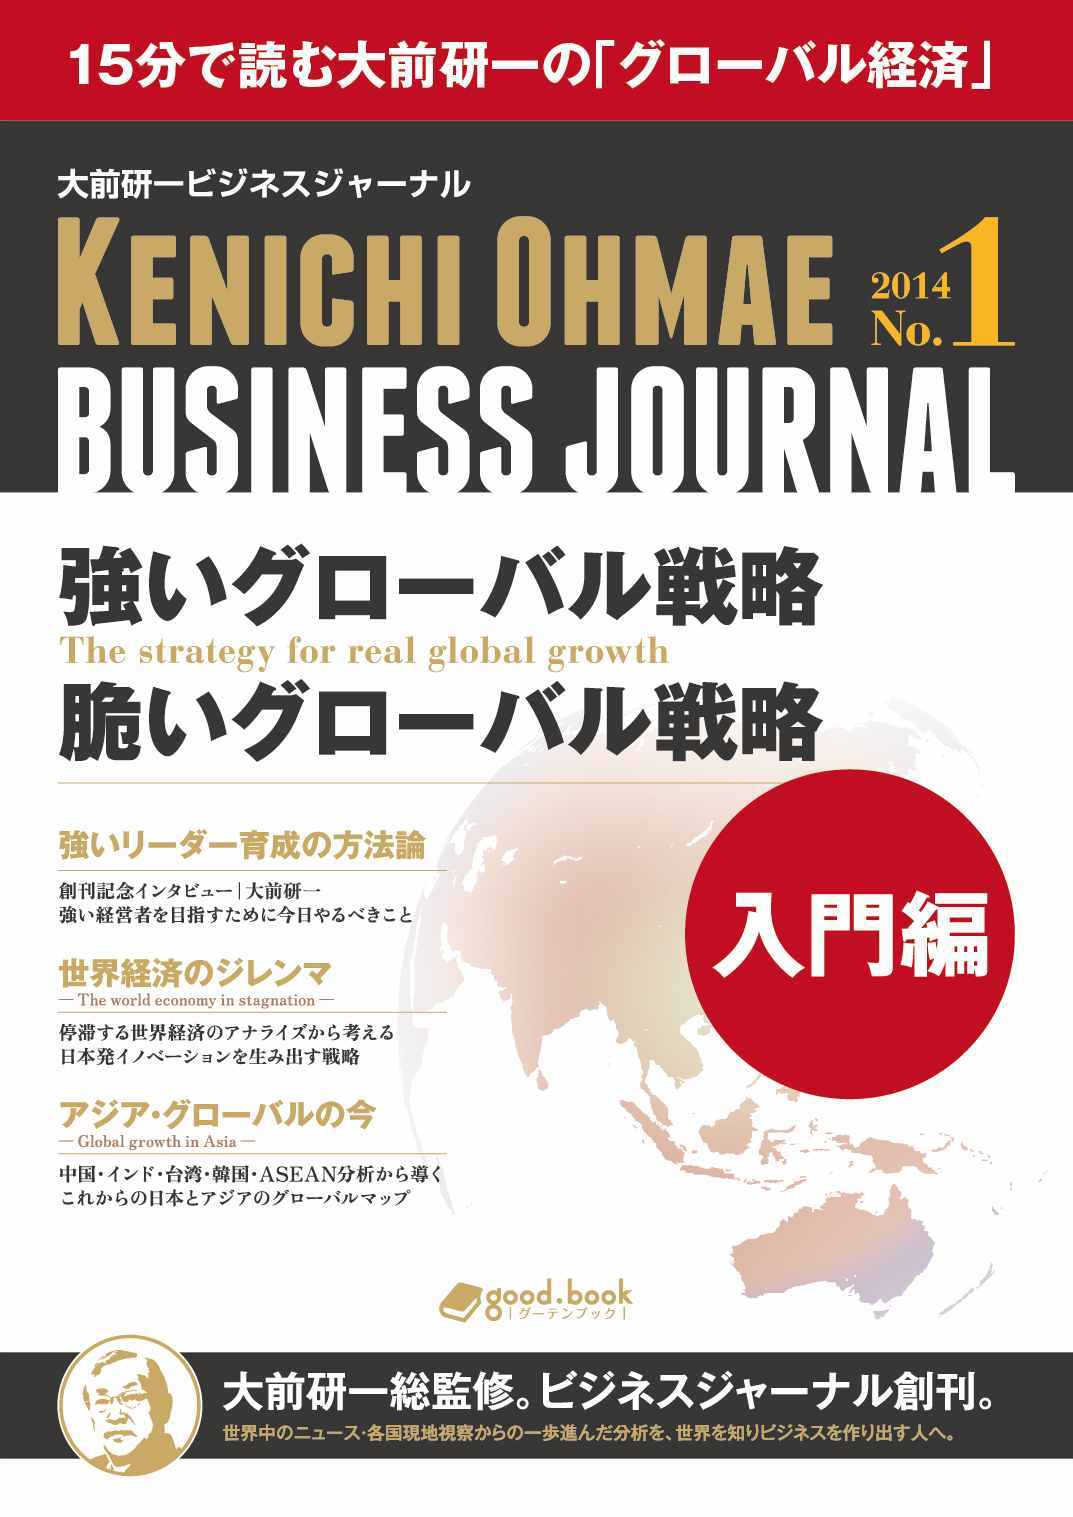 15分で読む大前研一の「グローバル経済」
大前研一ビジネスジャーナル
KENICHI OHMAE
2014
No.1
BUSINESS JOURNAL
強いグローバル戦略
The strategy for real global growth
脆いグローバル戦略
入門編
強いリーダー育成の方法論
創刊記念インタビュー|大前研一
強い経営者を目指すために今日やるべきこと
世界経済のジレンマ
— The world economy in stagnation —
停滞する世界経済のアナライズから考える
日本発イノベーションを生み出す戦略
アジア・グローバルの今
— Global growth in Asia —
中国・インド・台湾・韓国・ASEAN分析から導く
これからの日本とアジアのグローバルマップ
good.book
|グーテンブック|
大前研一総監修。ビジネスジャーナル創刊。
世界中のニュース・各国現地視察からの一歩進んだ分析を、世界を知りビジネスを作り出す人へ。